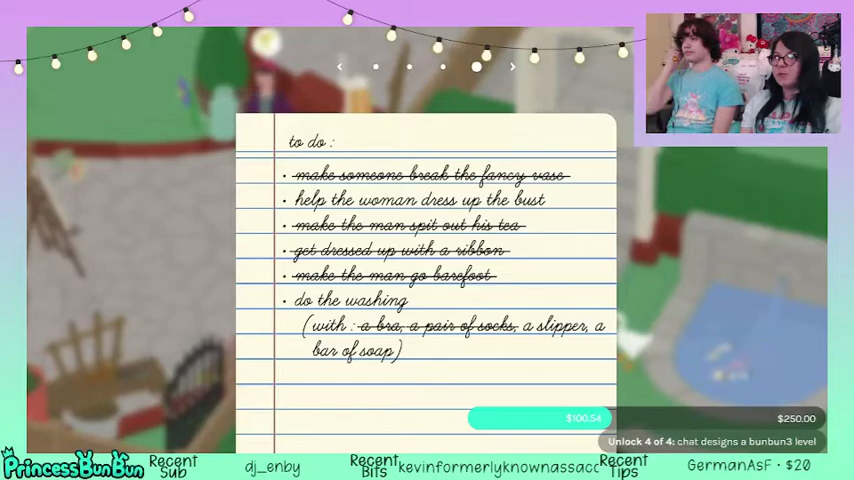 to do :
• make someone break the fancy vase
• help the woman dress up the bust
• make the man spit out his tea
• get dressed up with a ribbon
• make the man go barefoot
• do the washing
(with : a bra, a pair of socks, a slipper, a
bar of soap)
$100.54 $250.00
Unlock 4 of 4: chat designs a bunbun3 level
PrincessBunBun
Recent Sub
dj_enby
Recent Bits
kevinformerlyknownassacc
Recent Tips
GermanAsF • $20